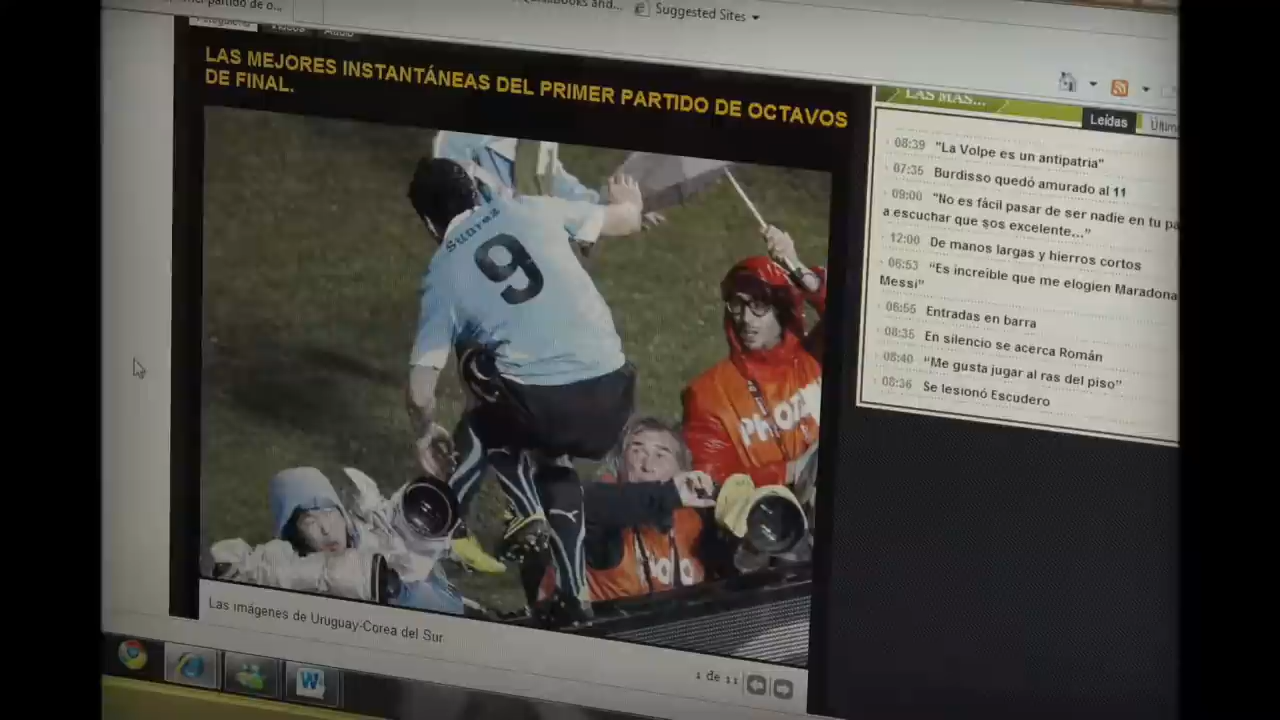 Suggested Sites
LAS MEJORES INSTANTÁNEAS DEL PRIMER PARTIDO DE OCTAVOS
DE FINAL.
LAS MÁS...
Leídas
08:39 "La Volpe es un antipatria"
07:35 Burdisso quedó amurado al 11
09:00 "No es fácil pasar de ser nadie en tu pa
a escuchar que sos excelente..."
12:00 De manos largas y hierros cortos
06:53 "Es increible que me elogien Maradona
Messi"
06:55 Entradas en barra
08:35 En silencio se acerca Román
08:40 "Me gusta jugar al ras del piso"
08:36 Se lesionó Escudero
Suarez
9
PHOTO
PHOTO
Las imágenes de Uruguay-Corea del Sur
1 de 11
W